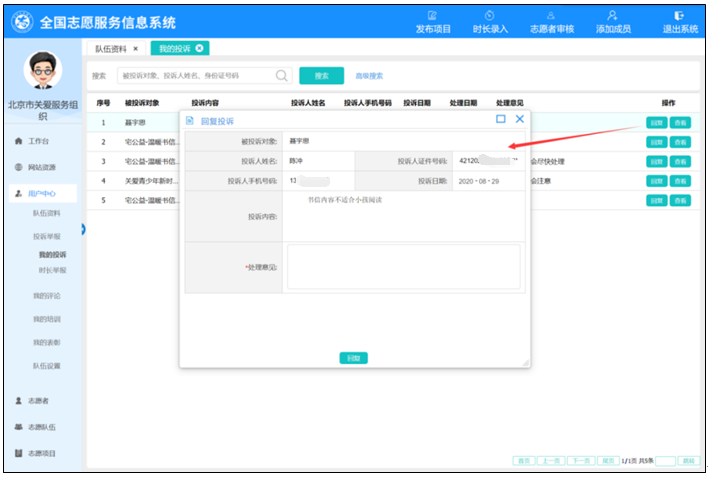 全国志愿服务信息系统
发布项目 时长录入 志愿者审核 添加成员 退出系统
队伍资料 × 我的投诉
北京市关爱服务组织
搜索 被投诉对象、投诉人姓名、身份证号码 搜索 高级搜索
序号 被投诉对象 投诉内容 投诉人姓名 投诉人手机号码 投诉日期 处理日期 处理意见 操作
1 聂宇恩 回复 查看
2 宅公益-温暖书信... 回复 查看
3 宅公益-温暖书信... 会尽快处理 回复 查看
4 关爱青少年新时... 会注意 回复 查看
5 宅公益-温暖书信... 回复 查看
回复投诉
被投诉对象: 聂宇恩
投诉人姓名: 陈冲 投诉人证件号码: 42120
投诉人手机号码: 13 投诉日期: 2020-08-29
投诉内容: 书信内容不适合小孩阅读
*处理意见:
回复
工作台
网站资源
用户中心
队伍资料
投诉举报
我的投诉
时长举报
我的评论
我的培训
我的表彰
队伍设置
志愿者
志愿队伍
志愿项目
首页 上一页 下一页 尾页 1/1页 共5条 跳转